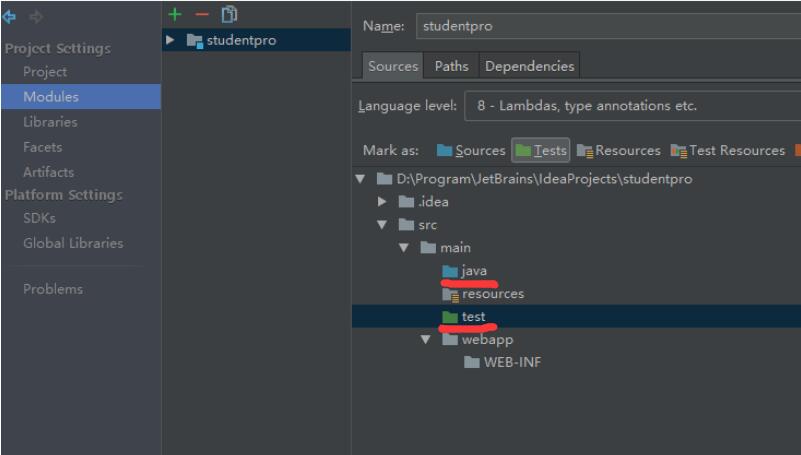 Project Settings
Project
Modules
Libraries
Facets
Artifacts
Platform Settings
SDKs
Global Libraries
Problems
studentpro
Name: studentpro
Sources Paths Dependencies
Language level: 8 - Lambdas, type annotations etc.
Mark as: Sources Tests Resources Test Resources
D:\Program\JetBrains\IdeaProjects\studentpro
.idea
src
main
java
resources
test
webapp
WEB-INF